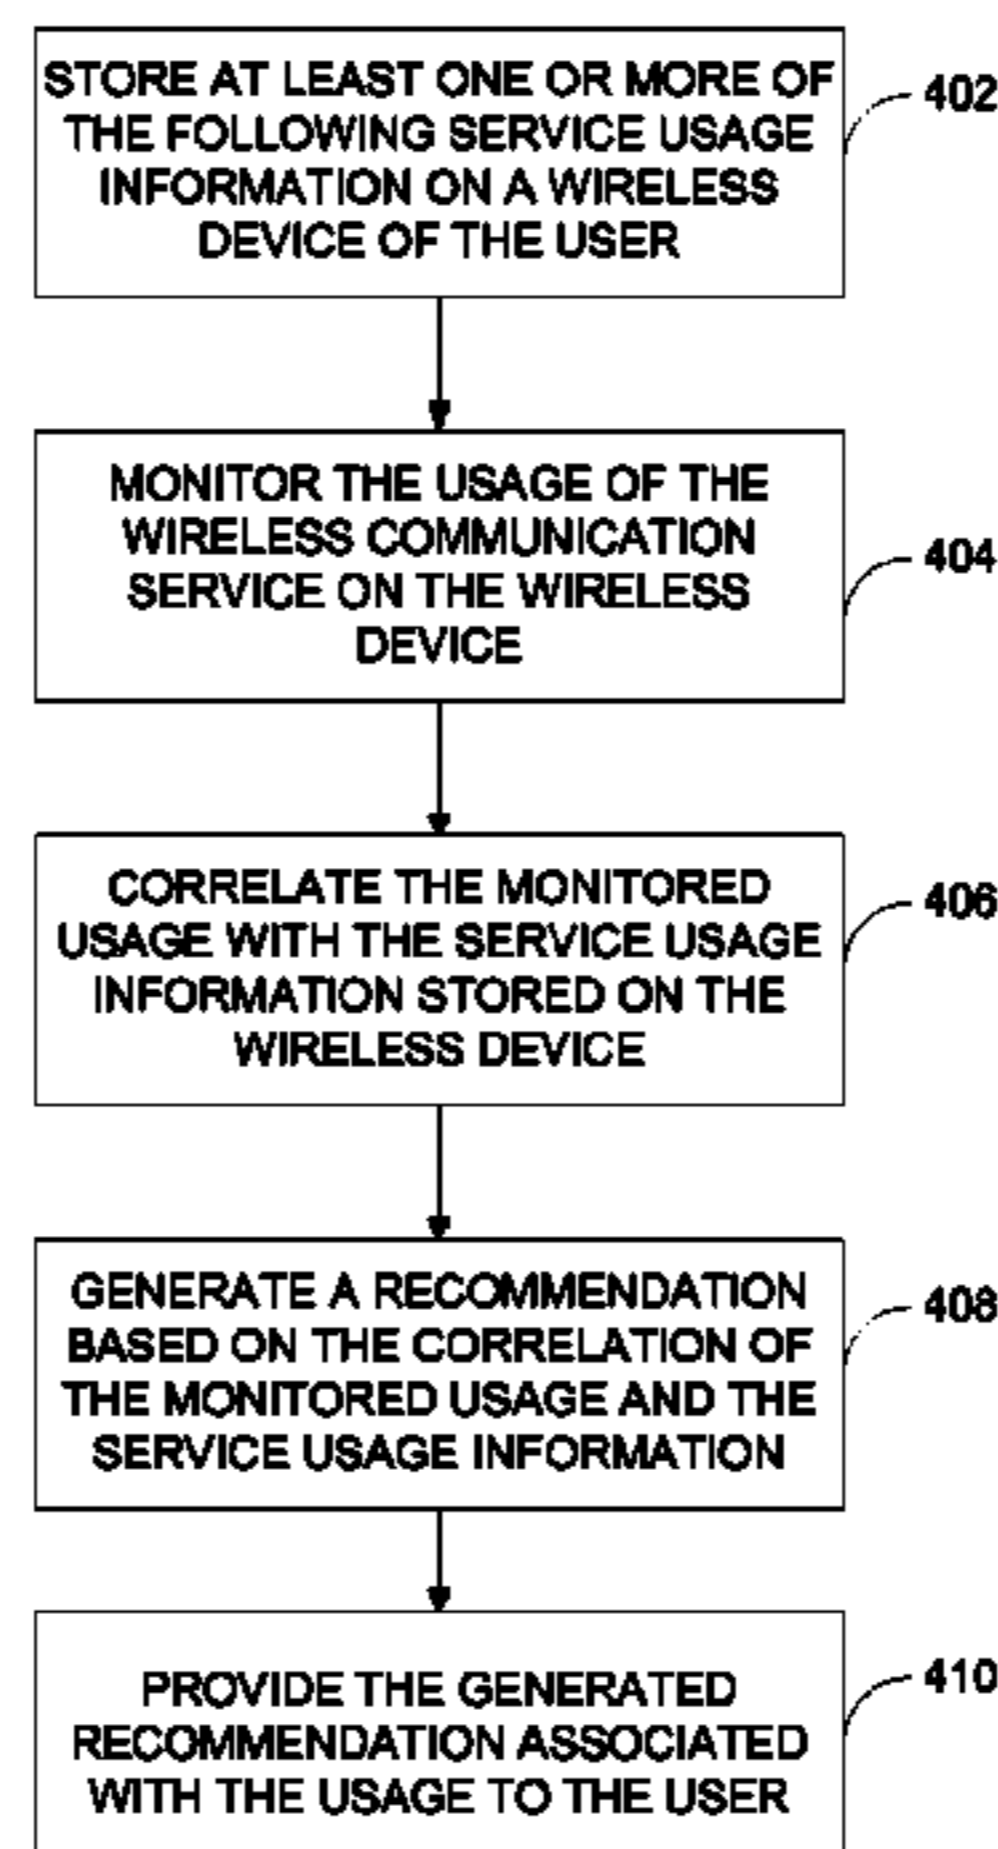 STORE AT LEAST ONE OR MORE OF
THE FOLLOWING SERVICE USAGE
INFORMATION ON A WIRELESS
DEVICE OF THE USER
402
MONITOR THE USAGE OF THE
WIRELESS COMMUNICATION
SERVICE ON THE WIRELESS
DEVICE
404
CORRELATE THE MONITORED
USAGE WITH THE SERVICE USAGE
INFORMATION STORED ON THE
WIRELESS DEVICE
406
GENERATE A RECOMMENDATION
BASED ON THE CORRELATION OF
THE MONITORED USAGE AND THE
SERVICE USAGE INFORMATION
408
PROVIDE THE GENERATED
RECOMMENDATION ASSOCIATED
WITH THE USAGE TO THE USER
410